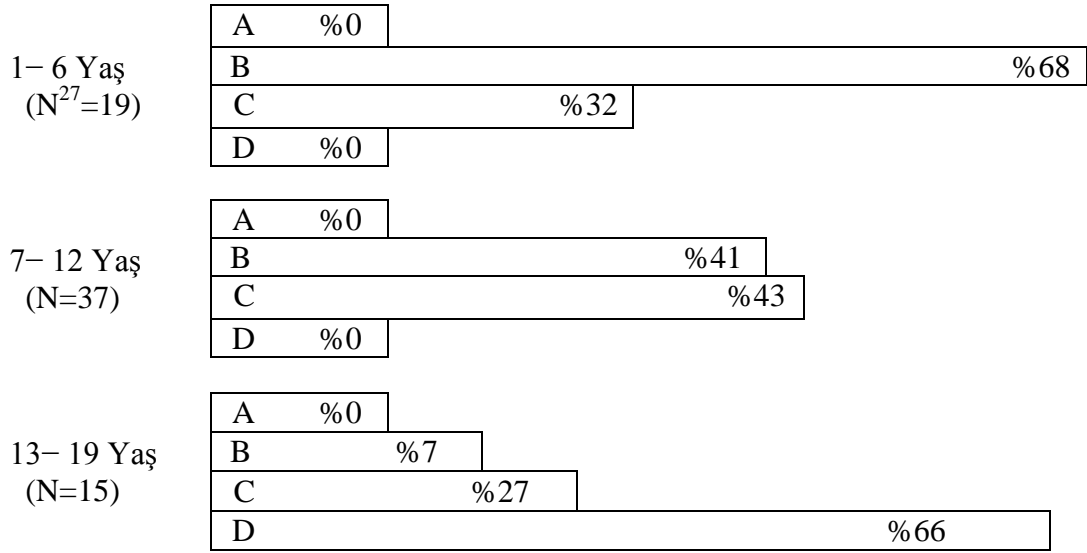 A %0
1− 6 Yaş B %68
(N27=19) C %32
D %0
A %0
7− 12 Yaş B %41
(N=37) C %43
D %0
A %0
13− 19 Yaş B %7
(N=15) C %27
D %66